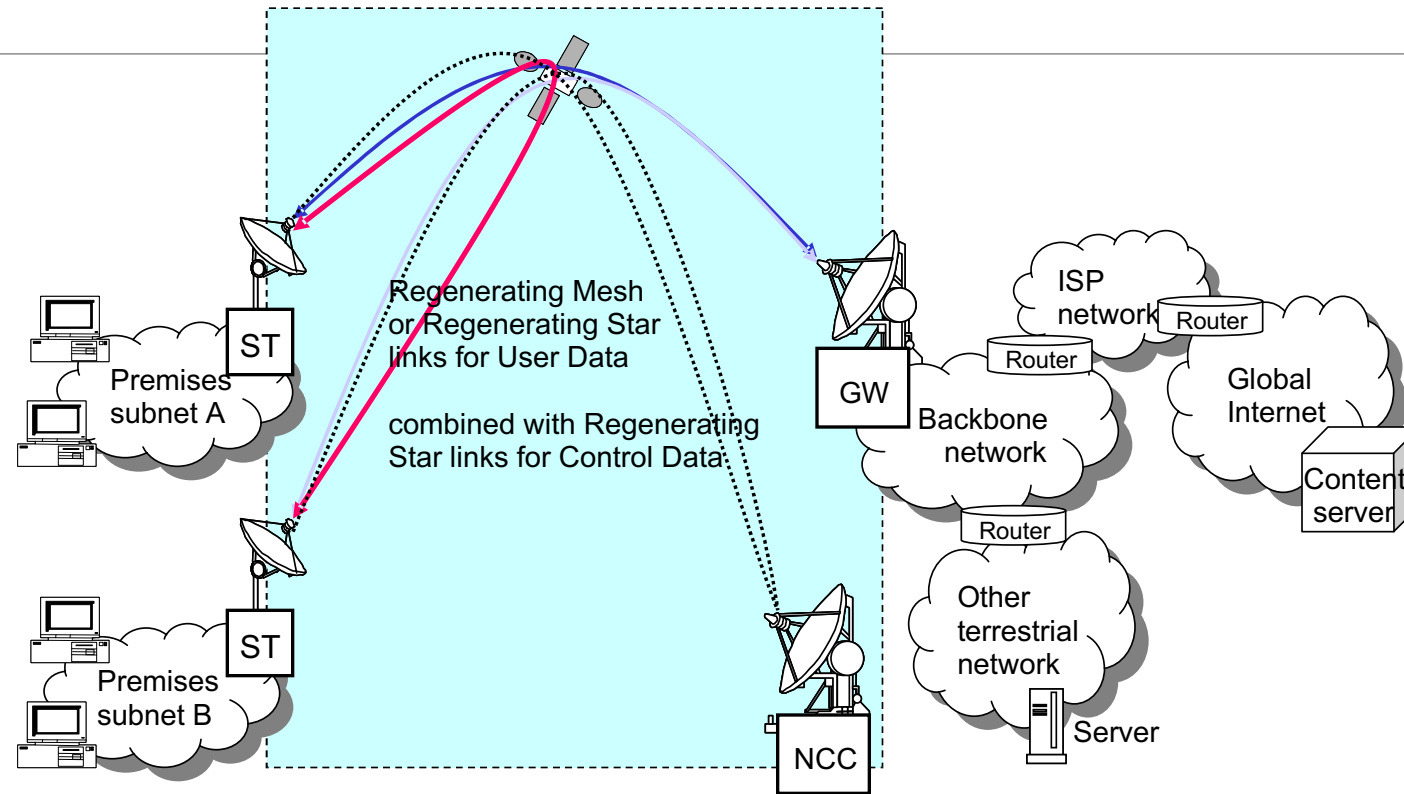 Regenerating Mesh
or Regenerating Star
links for User Data
combined with Regenerating
Star links for Control Data
ST
Premises
subnet A
ST
Premises
subnet B
GW
NCC
Backbone
network
ISP
network
Router
Router
Global
Internet
Content
server
Router
Other
terrestrial
network
Server